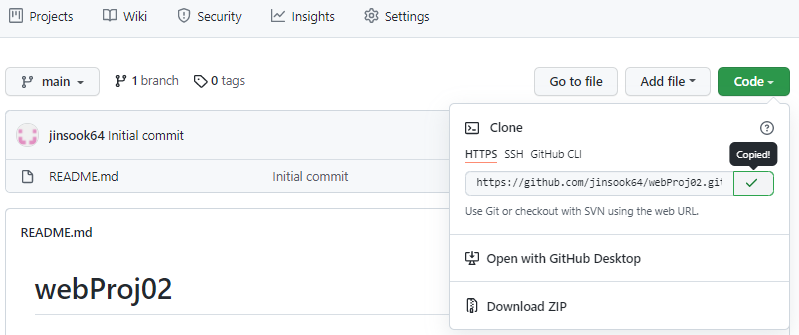 Projects Wiki Security Insights Settings
main 1 branch 0 tags Go to file Add file Code
jinsook64 Initial commit
README.md Initial commit
README.md
webProj02
Clone
Copied!
HTTPS SSH GitHub CLI
https://github.com/jinsook64/webProj02.git
Use Git or checkout with SVN using the web URL.
Open with GitHub Desktop
Download ZIP